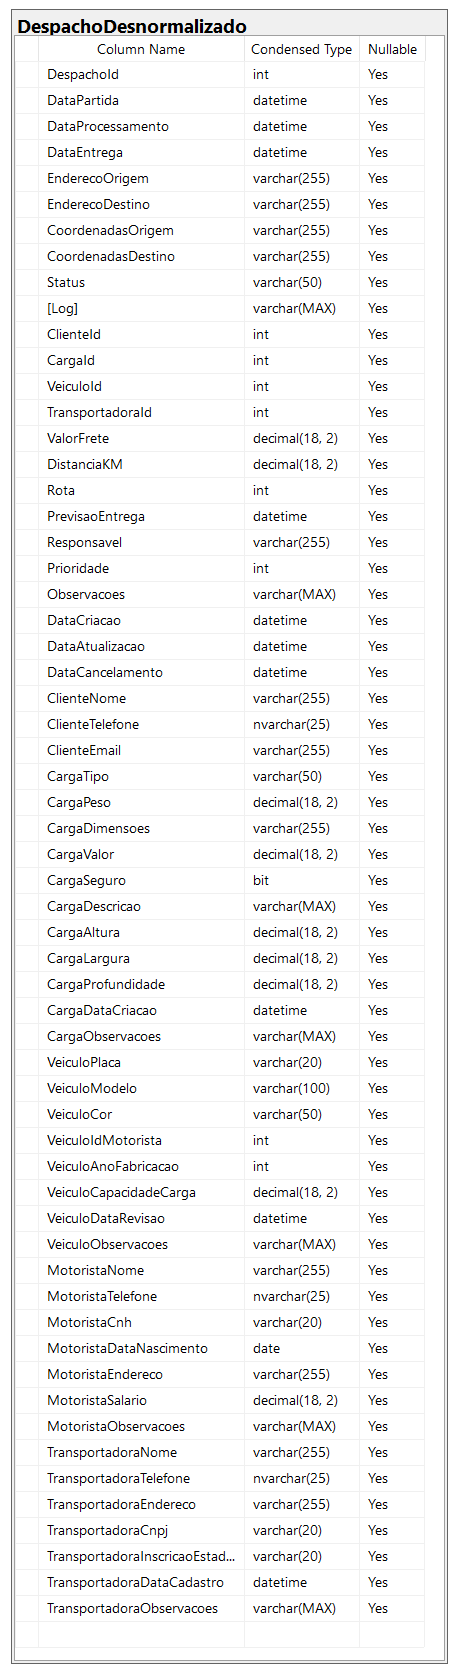 DespachoDesnormalizado
Column Name Condensed Type Nullable
DespachoId int Yes
DataPartida datetime Yes
DataProcessamento datetime Yes
DataEntrega datetime Yes
EnderecoOrigem varchar(255) Yes
EnderecoDestino varchar(255) Yes
CoordenadasOrigem varchar(255) Yes
CoordenadasDestino varchar(255) Yes
Status varchar(50) Yes
[Log] varchar(MAX) Yes
ClienteId int Yes
CargaId int Yes
VeiculoId int Yes
TransportadoraId int Yes
ValorFrete decimal(18, 2) Yes
DistanciaKM decimal(18, 2) Yes
Rota int Yes
PrevisaoEntrega datetime Yes
Responsavel varchar(255) Yes
Prioridade int Yes
Observacoes varchar(MAX) Yes
DataCriacao datetime Yes
DataAtualizacao datetime Yes
DataCancelamento datetime Yes
ClienteNome varchar(255) Yes
ClienteTelefone nvarchar(25) Yes
ClienteEmail varchar(255) Yes
CargaTipo varchar(50) Yes
CargaPeso decimal(18, 2) Yes
CargaDimensoes varchar(255) Yes
CargaValor decimal(18, 2) Yes
CargaSeguro bit Yes
CargaDescricao varchar(MAX) Yes
CargaAltura decimal(18, 2) Yes
CargaLargura decimal(18, 2) Yes
CargaProfundidade decimal(18, 2) Yes
CargaDataCriacao datetime Yes
CargaObservacoes varchar(MAX) Yes
VeiculoPlaca varchar(20) Yes
VeiculoModelo varchar(100) Yes
VeiculoCor varchar(50) Yes
VeiculoIdMotorista int Yes
VeiculoAnoFabricacao int Yes
VeiculoCapacidadeCarga decimal(18, 2) Yes
VeiculoDataRevisao datetime Yes
VeiculoObservacoes varchar(MAX) Yes
MotoristaNome varchar(255) Yes
MotoristaTelefone nvarchar(25) Yes
MotoristaCnh varchar(20) Yes
MotoristaDataNascimento date Yes
MotoristaEndereco varchar(255) Yes
MotoristaSalario decimal(18, 2) Yes
MotoristaObservacoes varchar(MAX) Yes
TransportadoraNome varchar(255) Yes
TransportadoraTelefone nvarchar(25) Yes
TransportadoraEndereco varchar(255) Yes
TransportadoraCnpj varchar(20) Yes
TransportadoraInscricaoEstad... varchar(20) Yes
TransportadoraDataCadastro datetime Yes
TransportadoraObservacoes varchar(MAX) Yes